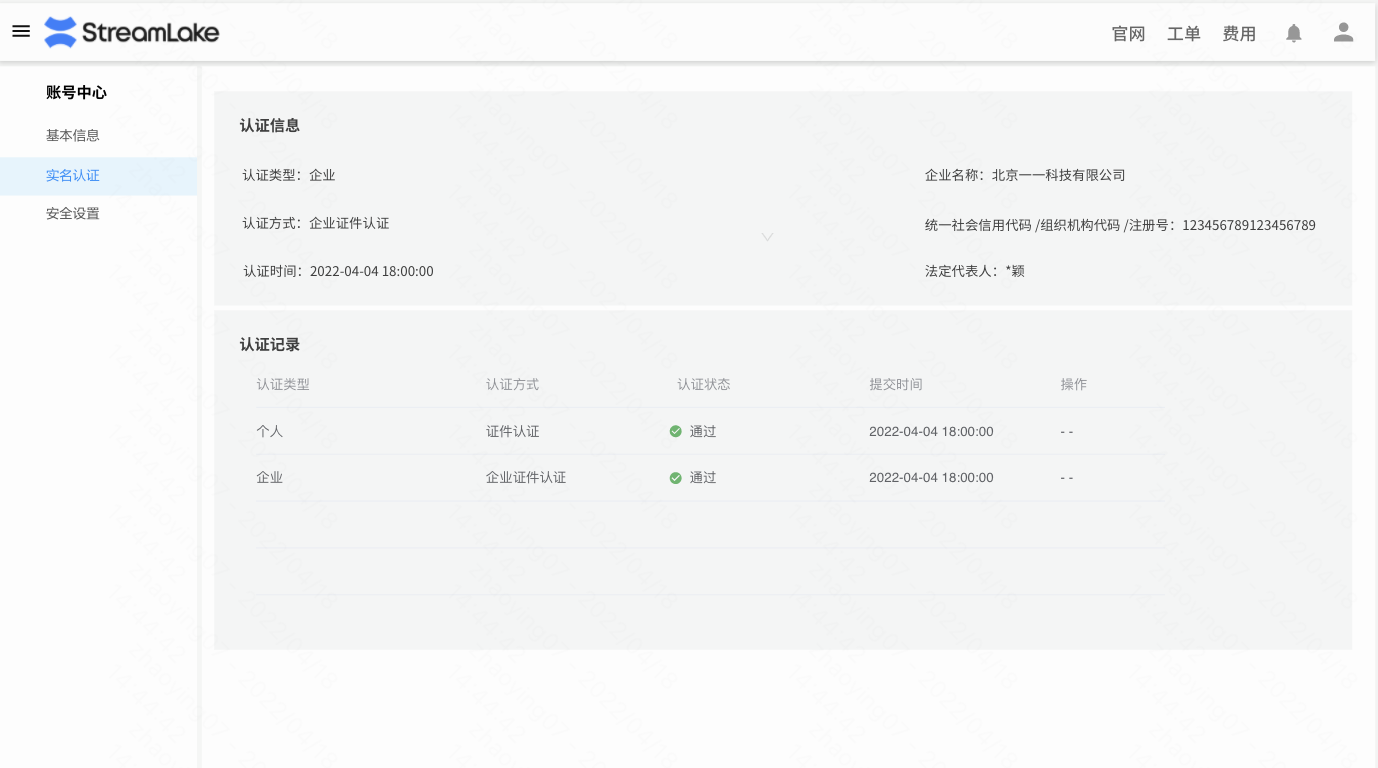 StreamLake
官网 工单 费用
账号中心
基本信息
实名认证
安全设置
认证信息
认证类型：企业
企业名称：北京一一科技有限公司
认证方式：企业证件认证
统一社会信用代码 /组织机构代码 /注册号：123456789123456789
认证时间：2022-04-04 18:00:00
法定代表人：*颖
认证记录
认证类型 认证方式 认证状态 提交时间 操作
个人 证件认证 通过 2022-04-04 18:00:00 - -
企业 企业证件认证 通过 2022-04-04 18:00:00 - -